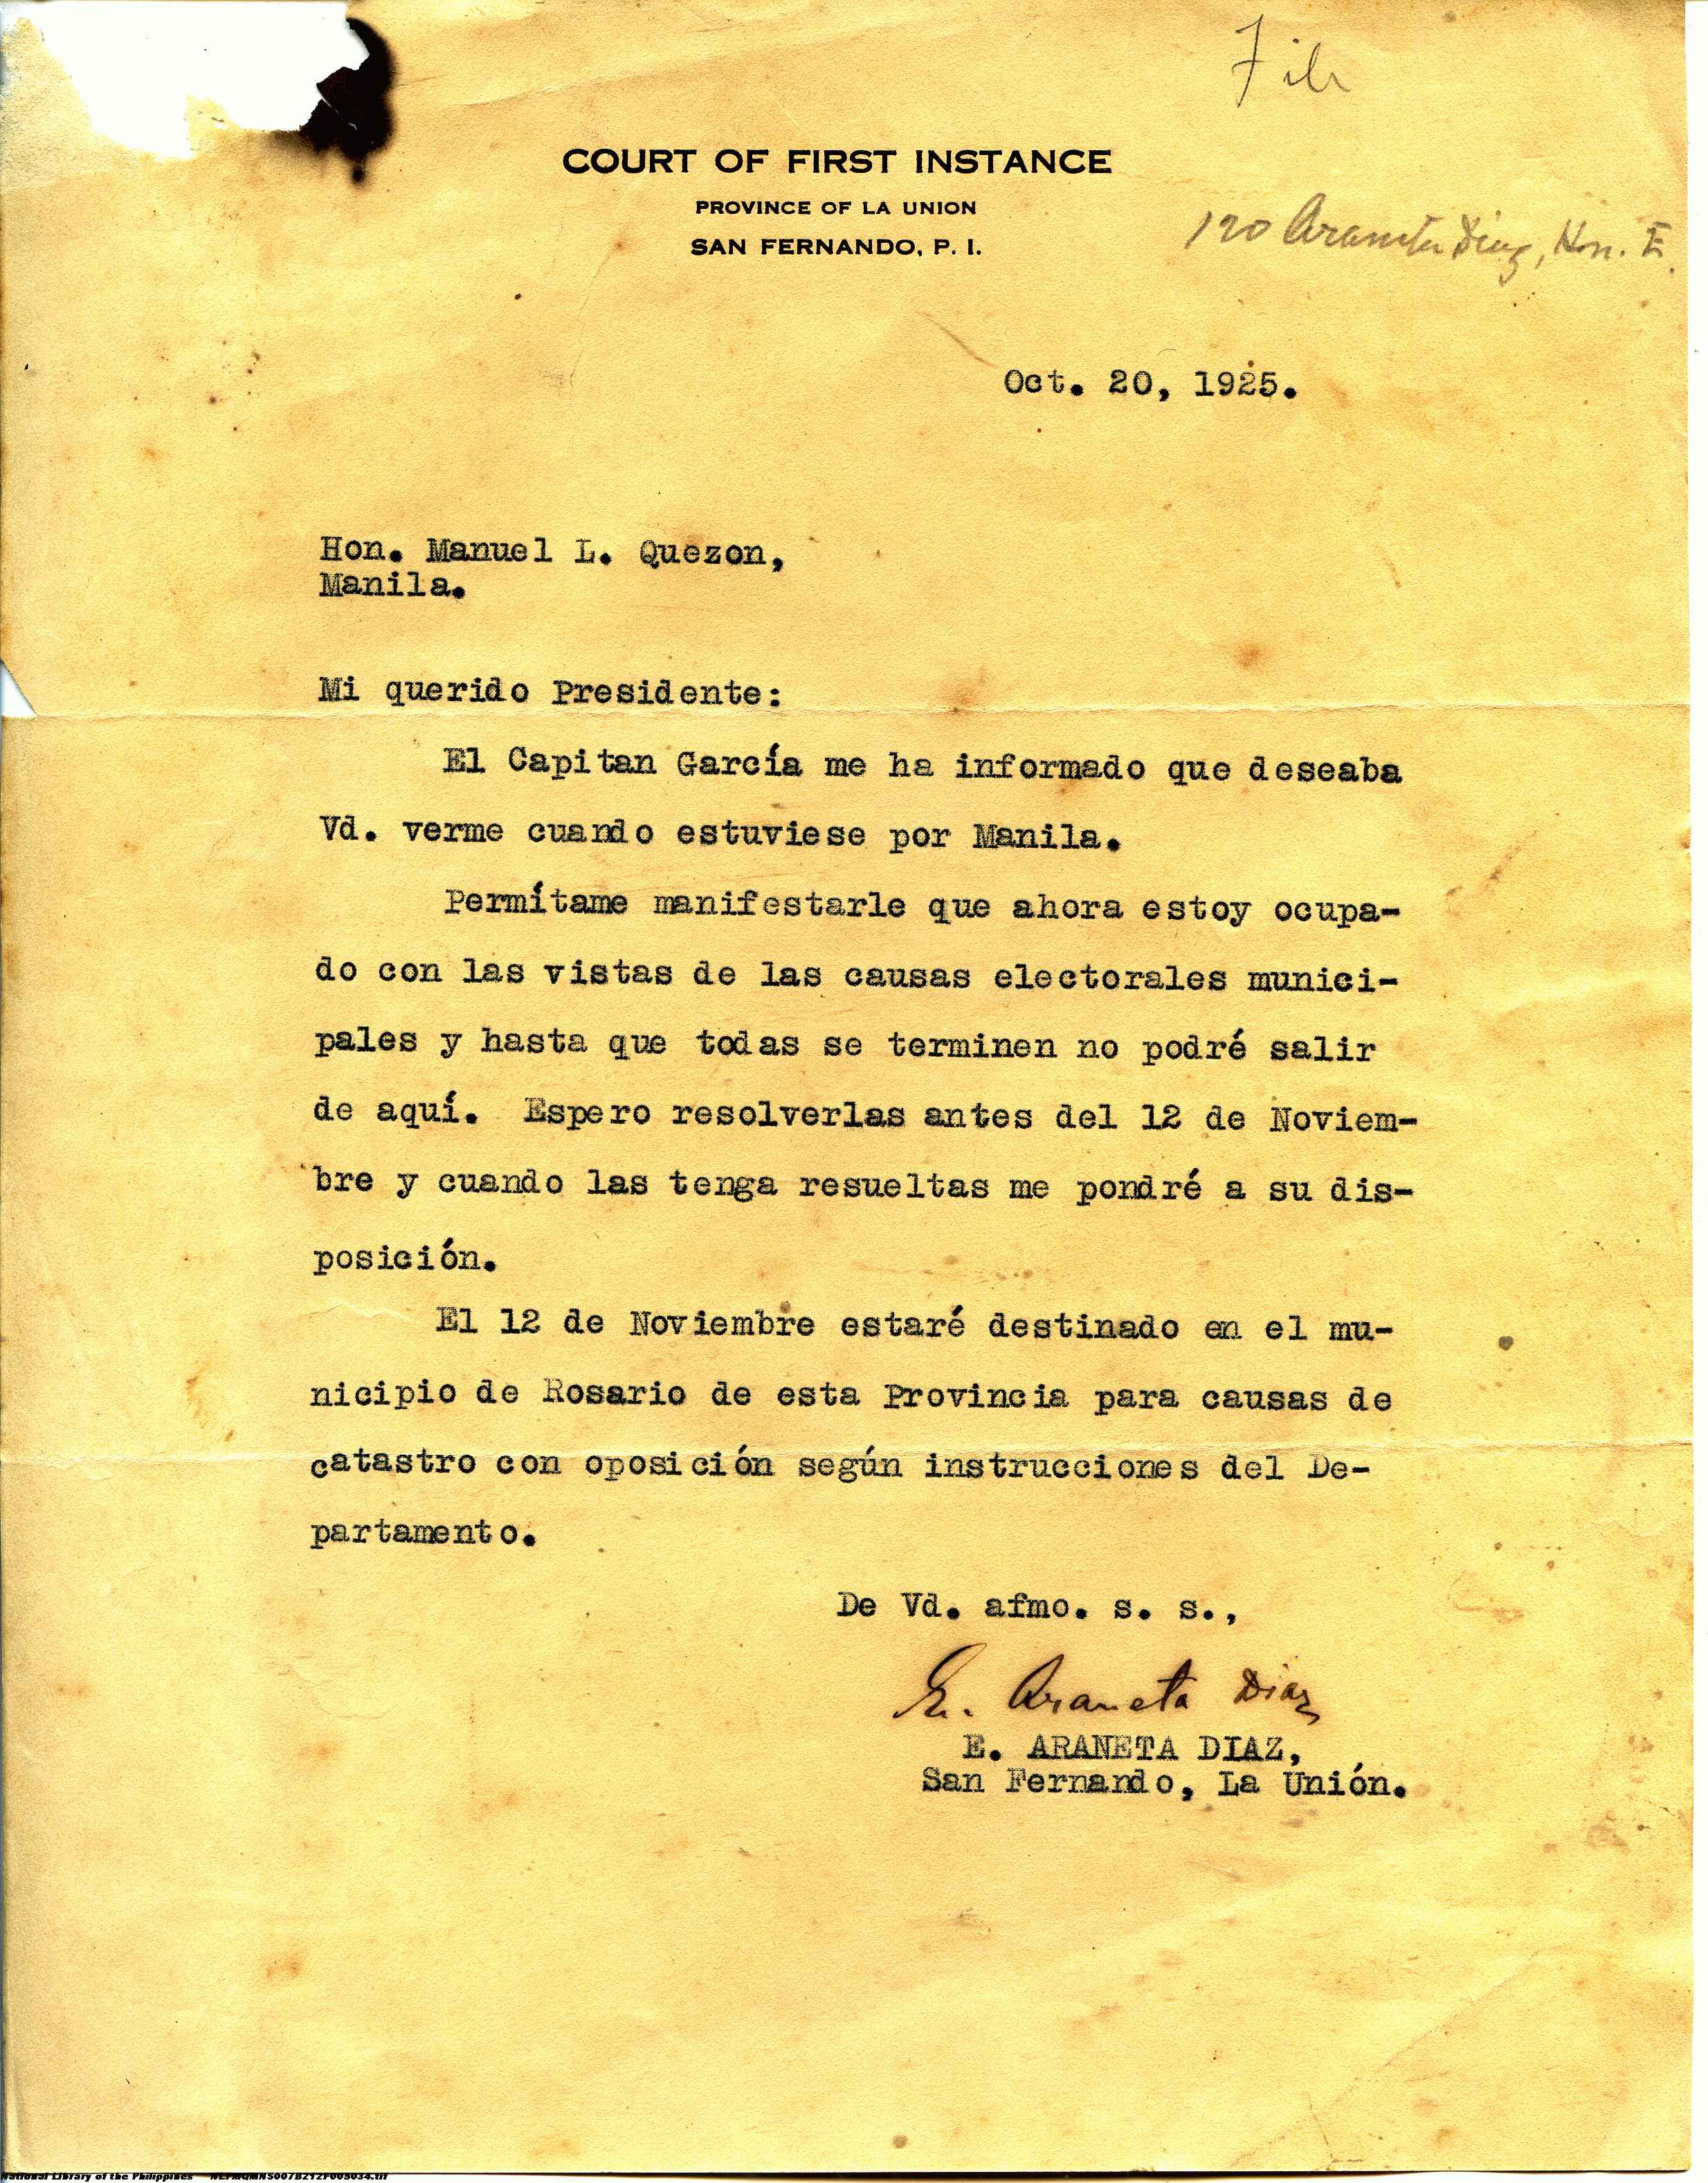 File
COURT OF FIRST INSTANCE
PROVINCE OF LA UNION
SAN FERNANDO, P. I.
120 Araneta Diaz, Hon. E.
Oct. 20, 1925.
Hon. Manuel L. Quezon,
Manila.
Mi querido Presidente:
El Capitan García me ha informado que deseaba
Vd. verme cuando estuviese por Manila.
Permítame manifestarle que ahora estoy ocupa-
do con las vistas de las causas electorales munici-
pales y hasta que todas se terminen no podré salir
de aquí. Espero resolverlas antes del 12 de Noviem-
bre y cuando las tenga resueltas me pondré a su dis-
posición.
El 12 de Noviembre estaré destinado en el mu-
nicipio de Rosario de esta Provincia para causas de
catastro con oposición según instrucciones del De-
partamento.
De Vd. afmo. s. s.,
E. Araneta Diaz
E. ARANETA DIAZ,
San Fernando, La Unión.
National Library of the Philippines